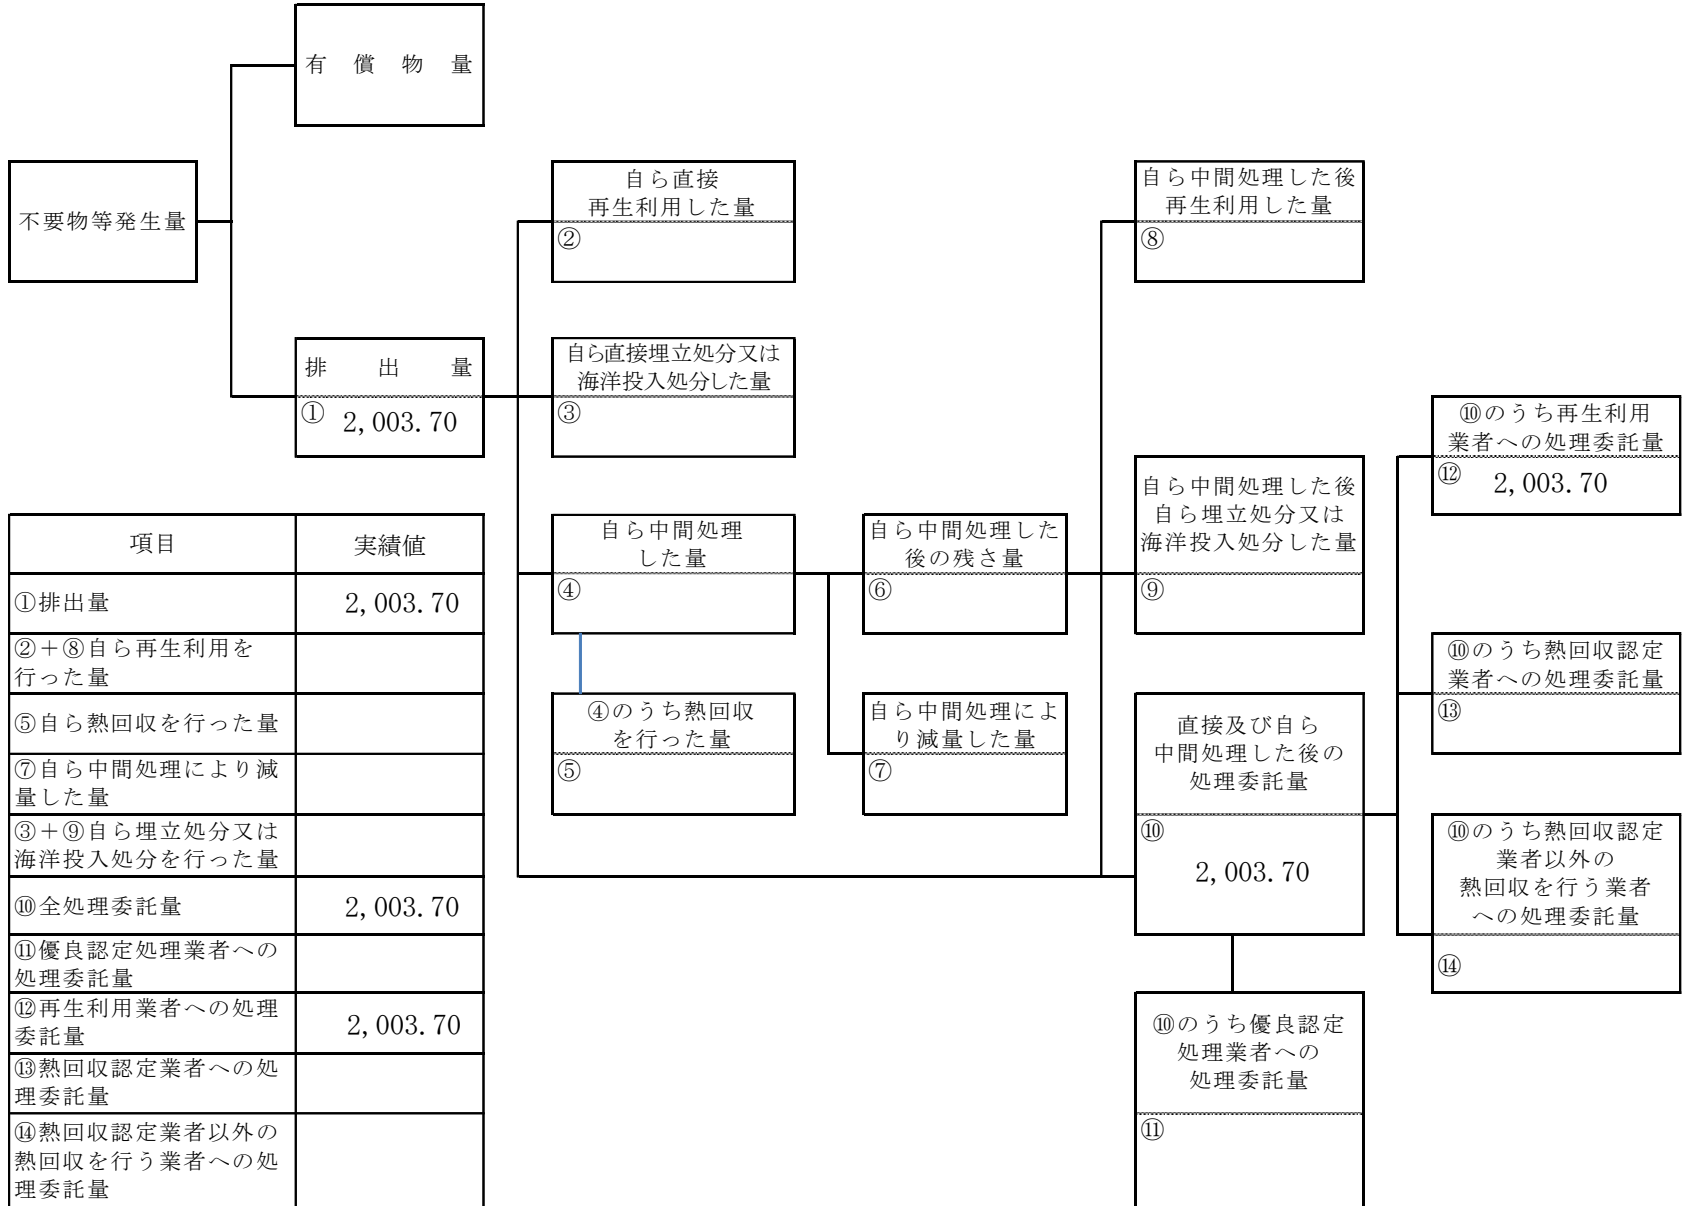 有償物量
不要物等発生量
自ら直接
再生利用した量
②
自ら中間処理した後
再生利用した量
⑧
排出量
① 2,003.70
自ら直接埋立処分又は
海洋投入処分した量
③
⑩のうち再生利用
業者への処理委託量
⑫ 2,003.70
自ら中間処理した後
自ら埋立処分又は
海洋投入処分した量
⑨
自ら中間処理
した量
④
自ら中間処理した
後の残さ量
⑥
⑩のうち熱回収認定
業者への処理委託量
⑬
④のうち熱回収
を行った量
⑤
自ら中間処理によ
り減量した量
⑦
直接及び自ら
中間処理した後の
処理委託量
⑩
2,003.70
⑩のうち熱回収認定
業者以外の
熱回収を行う業者
への処理委託量
⑭
⑩のうち優良認定
処理業者への
処理委託量
⑪
項目 実績値
①排出量 2,003.70
②＋⑧自ら再生利用を
行った量
⑤自ら熱回収を行った量
⑦自ら中間処理により減
量した量
③＋⑨自ら埋立処分又は
海洋投入処分を行った量
⑩全処理委託量 2,003.70
⑪優良認定処理業者への
処理委託量
⑫再生利用業者への処理
委託量 2,003.70
⑬熱回収認定業者への処
理委託量
⑭熱回収認定業者以外の
熱回収を行う業者への処
理委託量